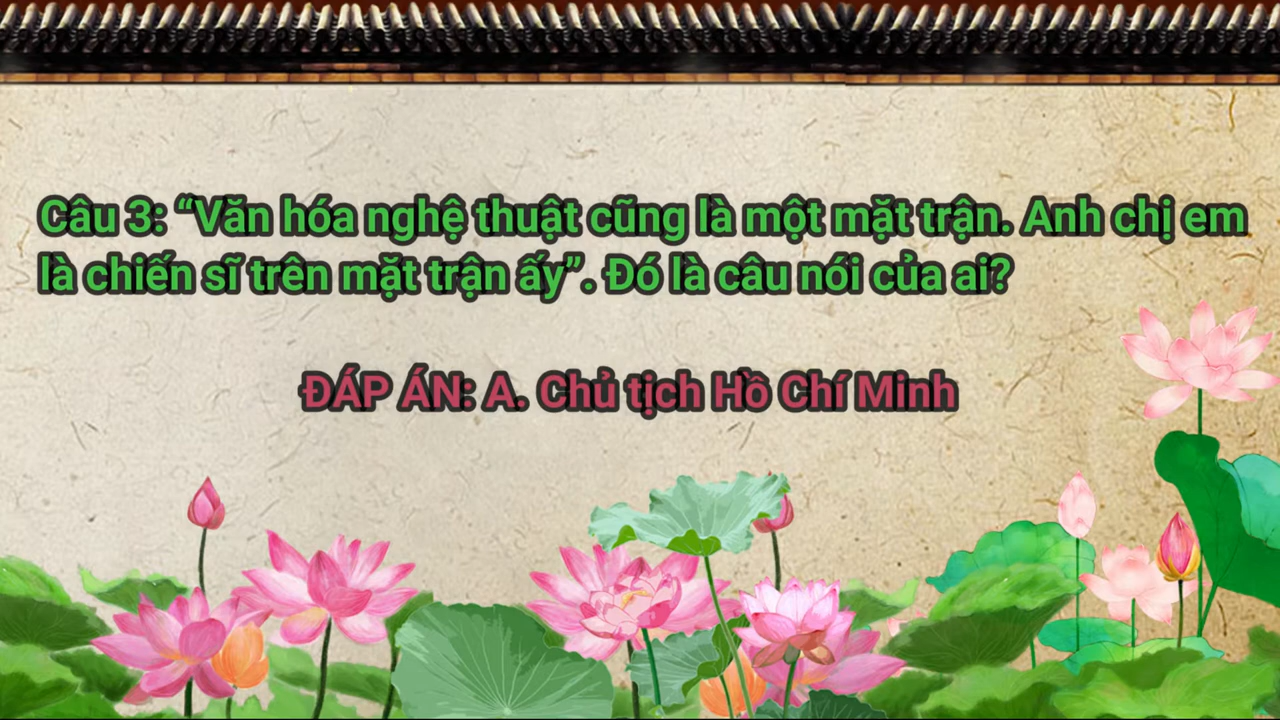 Câu 3: “Văn hóa nghệ thuật cũng là một mặt trận. Anh chị em
là chiến sĩ trên mặt trận ấy”. Đó là câu nói của ai?
ĐÁP ÁN: A. Chủ tịch Hồ Chí Minh